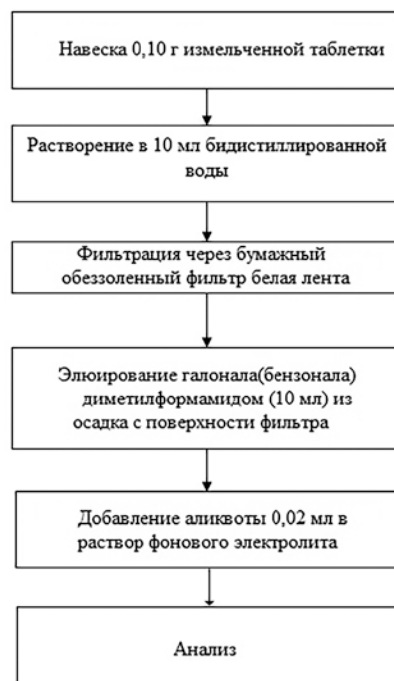 Навеска 0,10 г измельченной таблетки
Растворение в 10 мл бидистиллированной
воды
Фильтрация через бумажный
обеззоленный фильтр белая лента
Элюирование галонала(бензонала)
диметилформамидом (10 мл) из
осадка с поверхности фильтра
Добавление аликвоты 0,02 мл в
раствор фонового электролита
Анализ